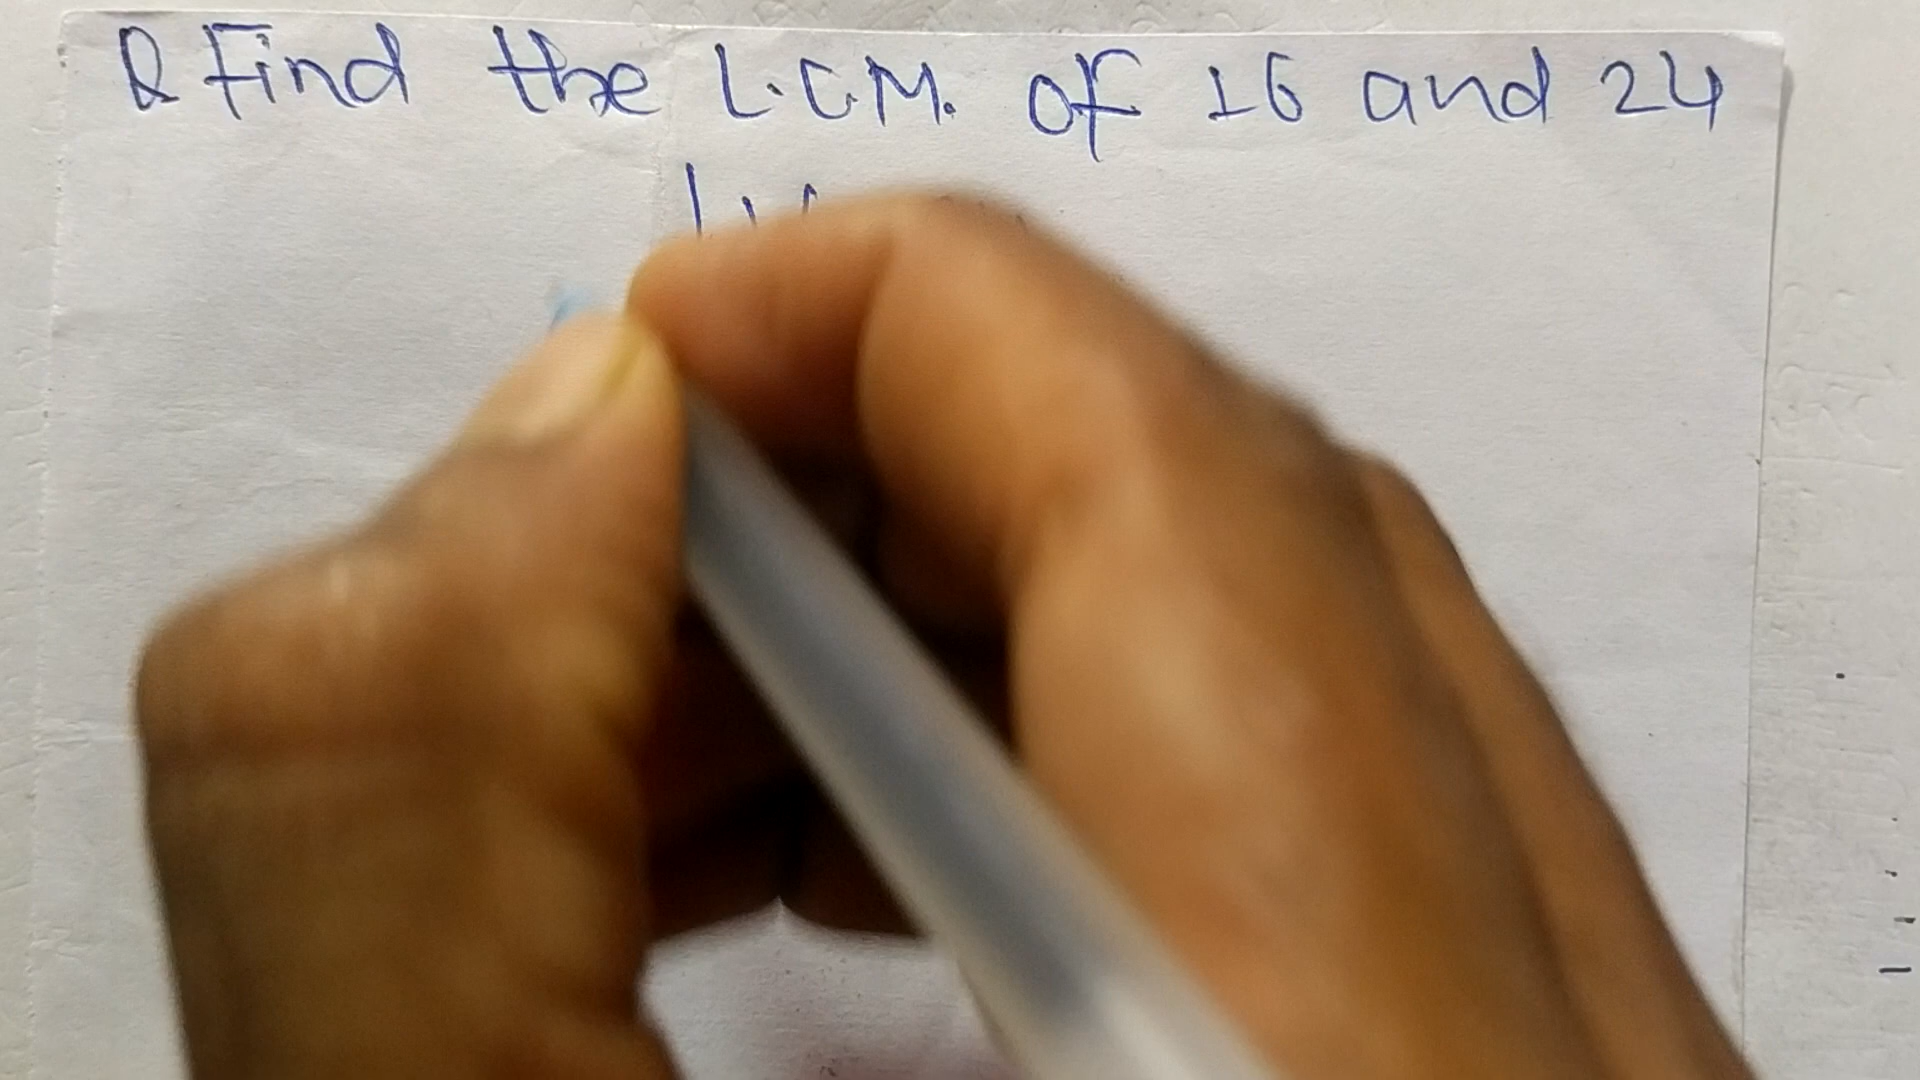 Q Find the L.C.M. of 16 and 24